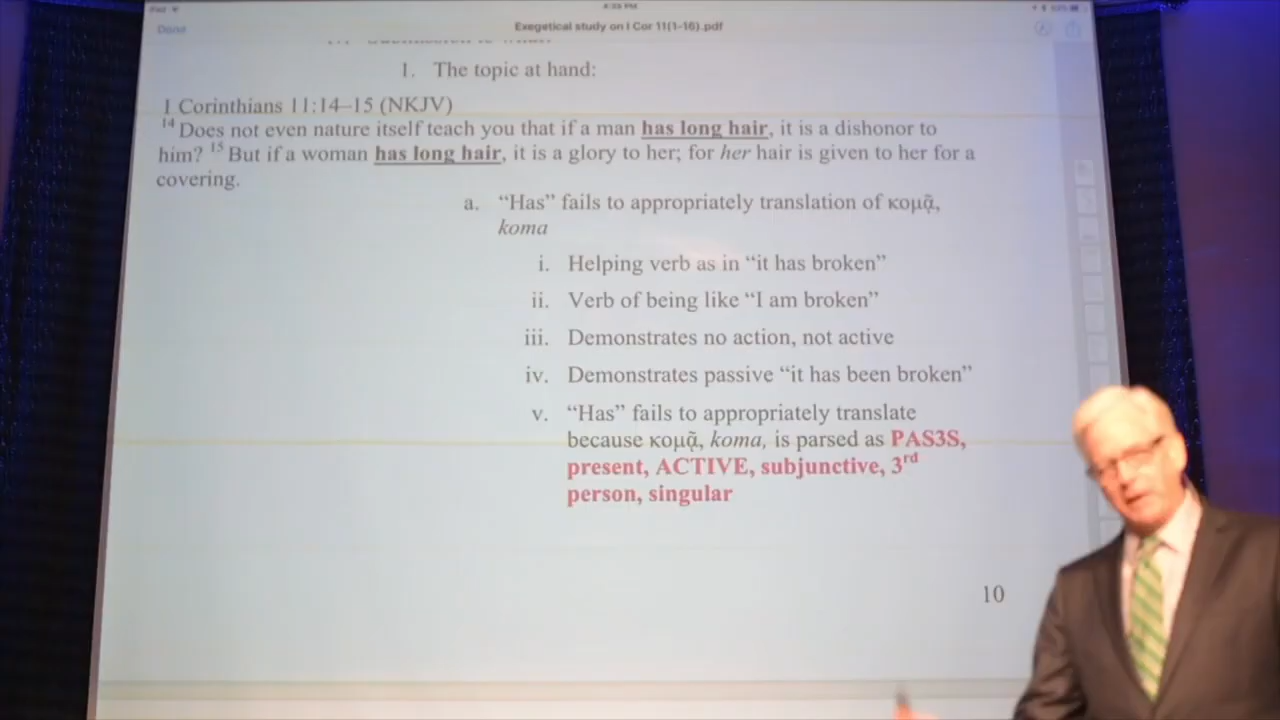 4:33 PM
Done
Exegetical study on I Cor 11(1-16).pdf
1. The topic at hand:
1 Corinthians 11:14–15 (NKJV)
14 Does not even nature itself teach you that if a man has long hair, it is a dishonor to
him? 15 But if a woman has long hair, it is a glory to her; for her hair is given to her for a
covering.
a. “Has” fails to appropriately translation of κομᾷ,
koma
i. Helping verb as in “it has broken”
ii. Verb of being like “I am broken”
iii. Demonstrates no action, not active
iv. Demonstrates passive “it has been broken”
v. “Has” fails to appropriately translate
because κομᾷ, koma, is parsed as PAS3S,
present, ACTIVE, subjunctive, 3rd
person, singular
10